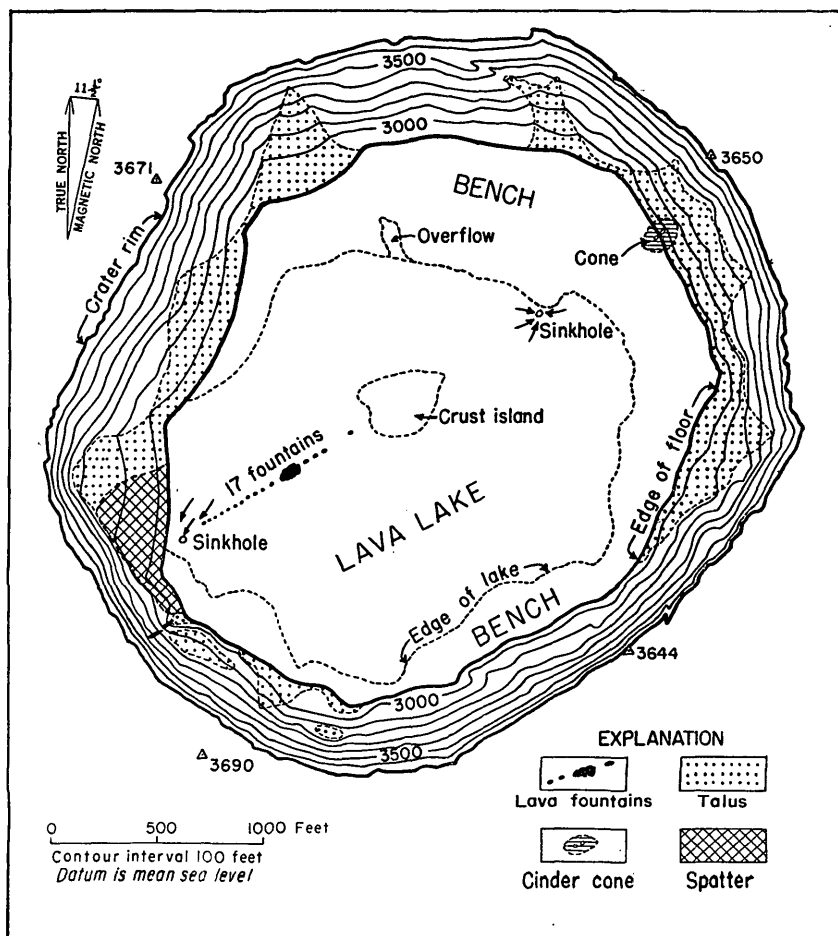 3500
3000
11¾°
TRUE NORTH
MAGNETIC NORTH
3671
3650
BENCH
Overflow
Cone
Crater rim
Sinkhole
Crust island
17 fountains
Edge of floor
Sinkhole
LAVA LAKE
Edge of lake
BENCH
3644
3000
3500
3690
EXPLANATION
Lava fountains
Talus
0 500 1000 Feet
Contour interval 100 feet
Datum is mean sea level
Cinder cone
Spatter